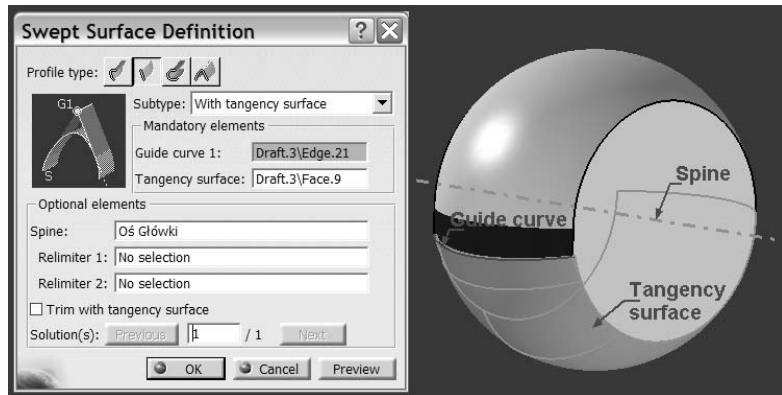 Swept Surface Definition
?
Profile type:
G1
S
Subtype: With tangency surface
Mandatory elements
Guide curve 1: Draft.3\Edge.21
Tangency surface: Draft.3\Face.9
Optional elements
Spine: Oś Główki
Relimiter 1: No selection
Relimiter 2: No selection
Trim with tangency surface
Solution(s): Previous 1 / 1 Next
OK Cancel Preview
Spine
Guide curve
Tangency
surface